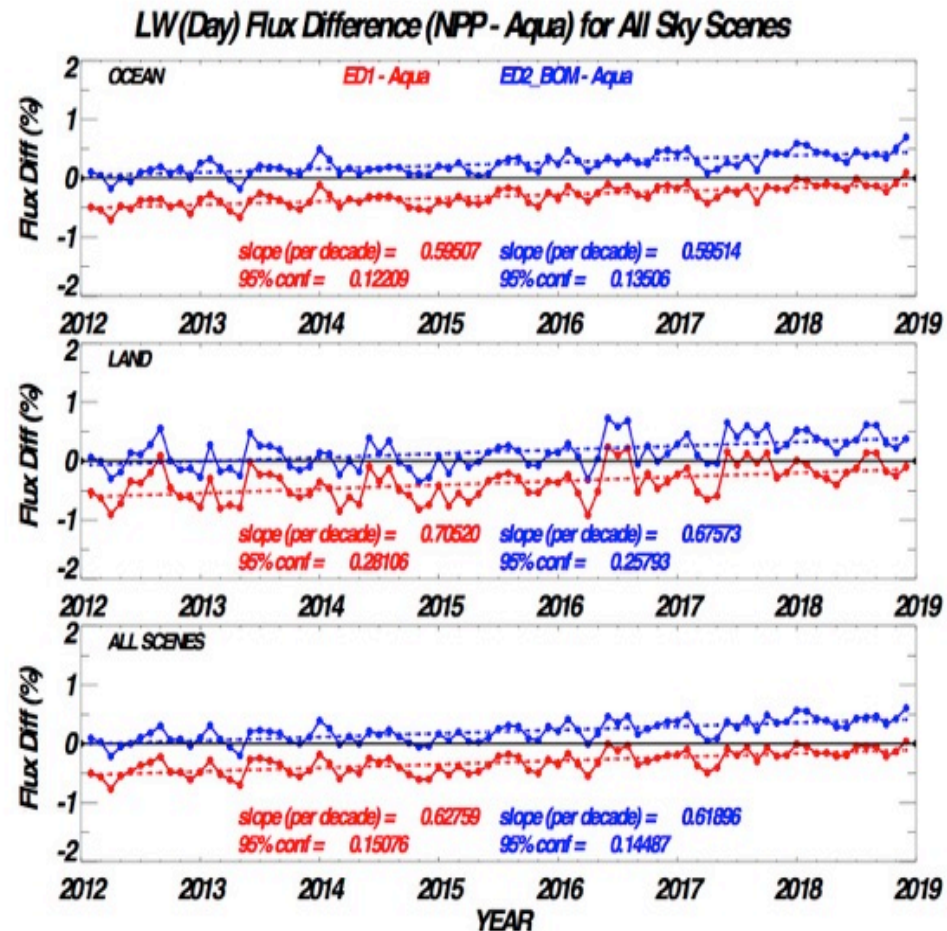 LW (Day) Flux Difference (NPP - Aqua) for All Sky Scenes
2
OCEAN ED1 - Aqua ED2_BOM - Aqua
1
Flux Diff (%)
0
-1
slope (per decade) = 0.59507 slope (per decade) = 0.59514
95% conf = 0.12209 95% conf = 0.13506
-2
2012 2013 2014 2015 2016 2017 2018 2019
2
LAND
1
Flux Diff (%)
0
-1
slope (per decade) = 0.70520 slope (per decade) = 0.67573
95% conf = 0.28106 95% conf = 0.25793
-2
2012 2013 2014 2015 2016 2017 2018 2019
2
ALL SCENES
1
Flux Diff (%)
0
-1
slope (per decade) = 0.62759 slope (per decade) = 0.61896
95% conf = 0.15076 95% conf = 0.14487
-2
2012 2013 2014 2015 2016 2017 2018 2019
YEAR